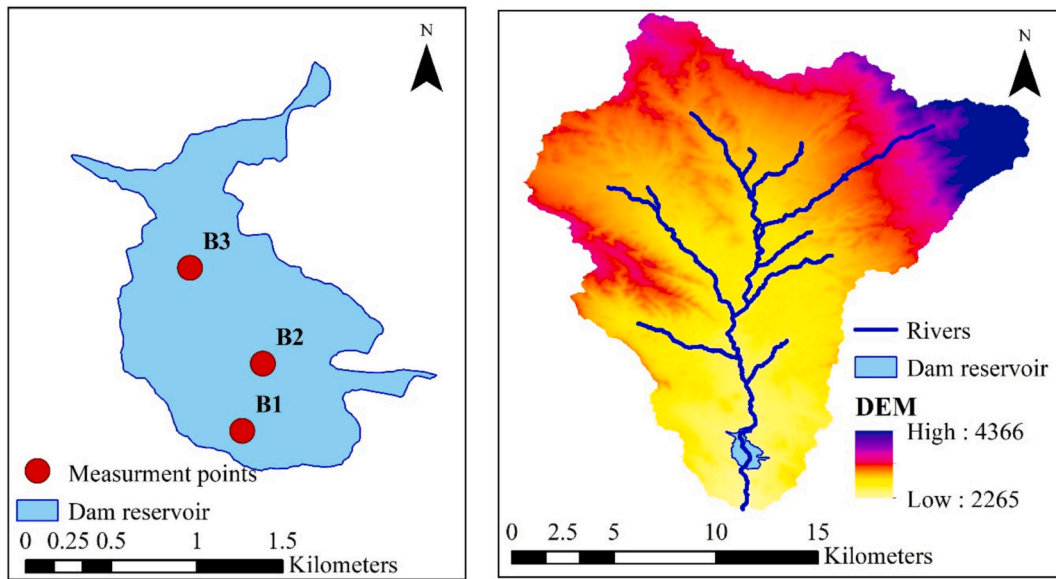 N
B3
B2
B1
Measurment points
Dam reservoir
0 0.25 0.5 1 1.5
Kilometers
N
Rivers
Dam reservoir
DEM
High : 4366
Low : 2265
0 2.5 5 10 15
Kilometers